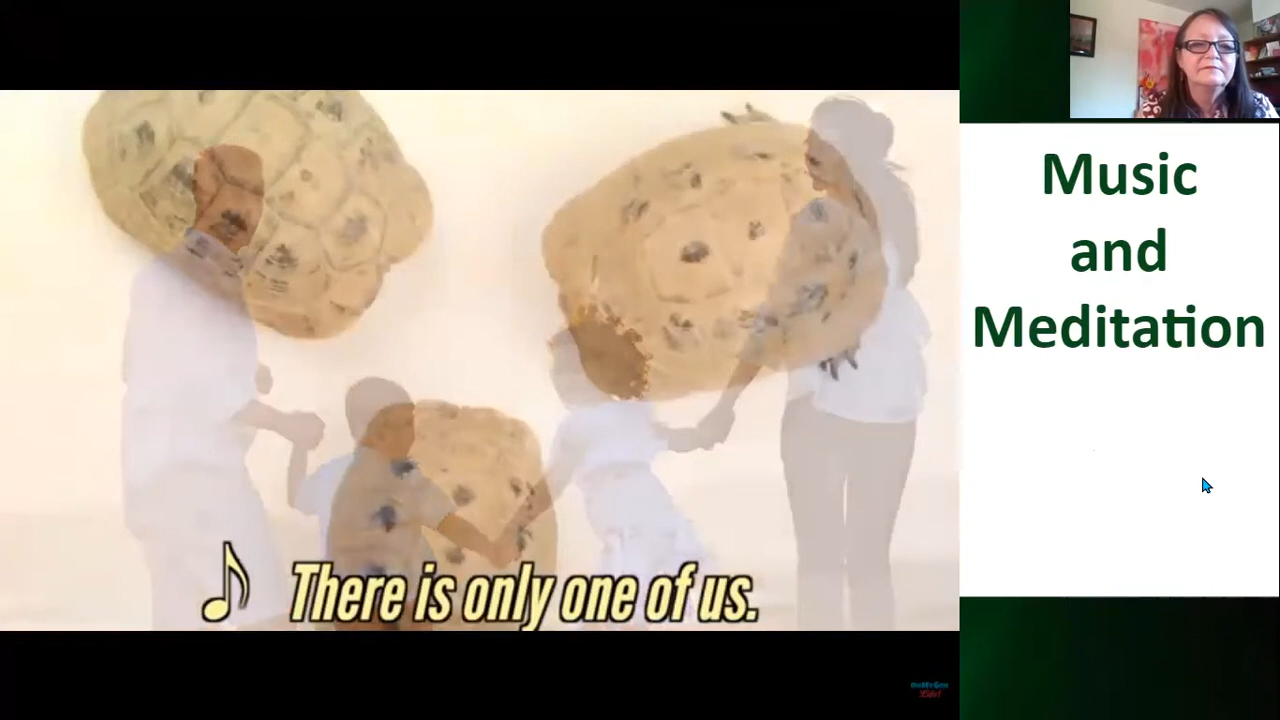 Music
and
Meditation
♪ There is only one of us.